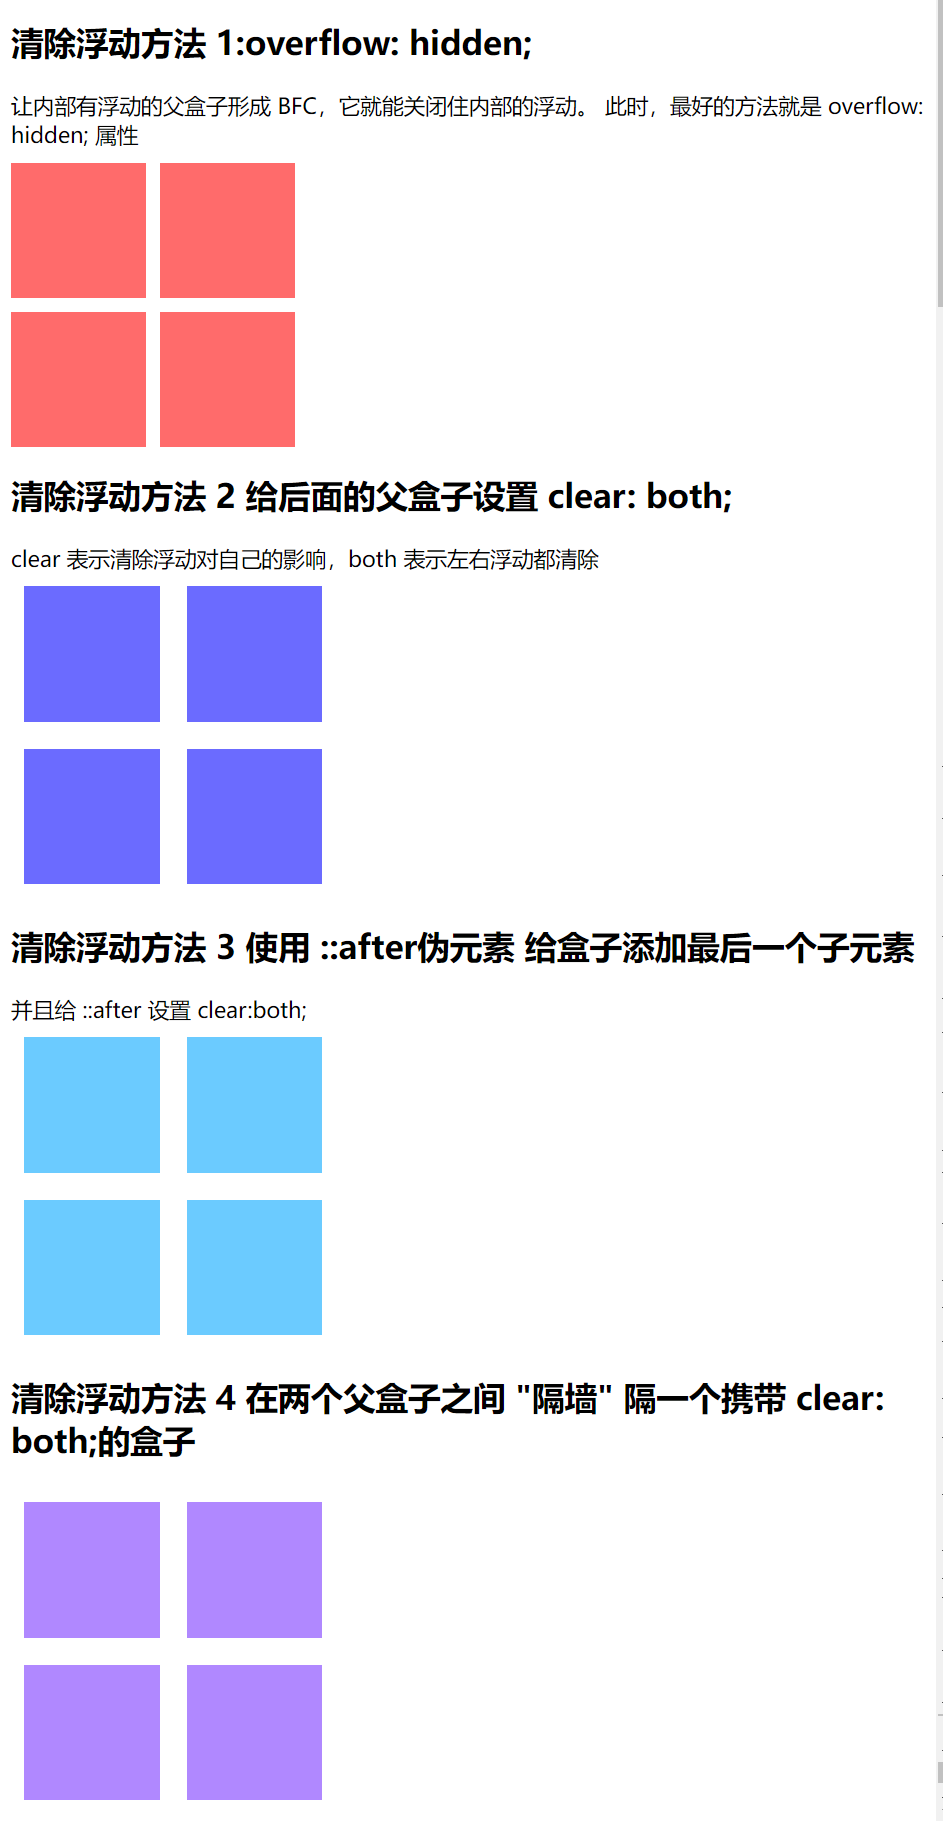 清除浮动方法 1:overflow: hidden;
让内部有浮动的父盒子形成 BFC，它就能关闭住内部的浮动。 此时，最好的方法就是 overflow:
hidden; 属性
清除浮动方法 2 给后面的父盒子设置 clear: both;
clear 表示清除浮动对自己的影响，both 表示左右浮动都清除
清除浮动方法 3 使用 ::after伪元素 给盒子添加最后一个子元素
并且给 ::after 设置 clear:both;
清除浮动方法 4 在两个父盒子之间 "隔墙" 隔一个携带 clear:
both;的盒子